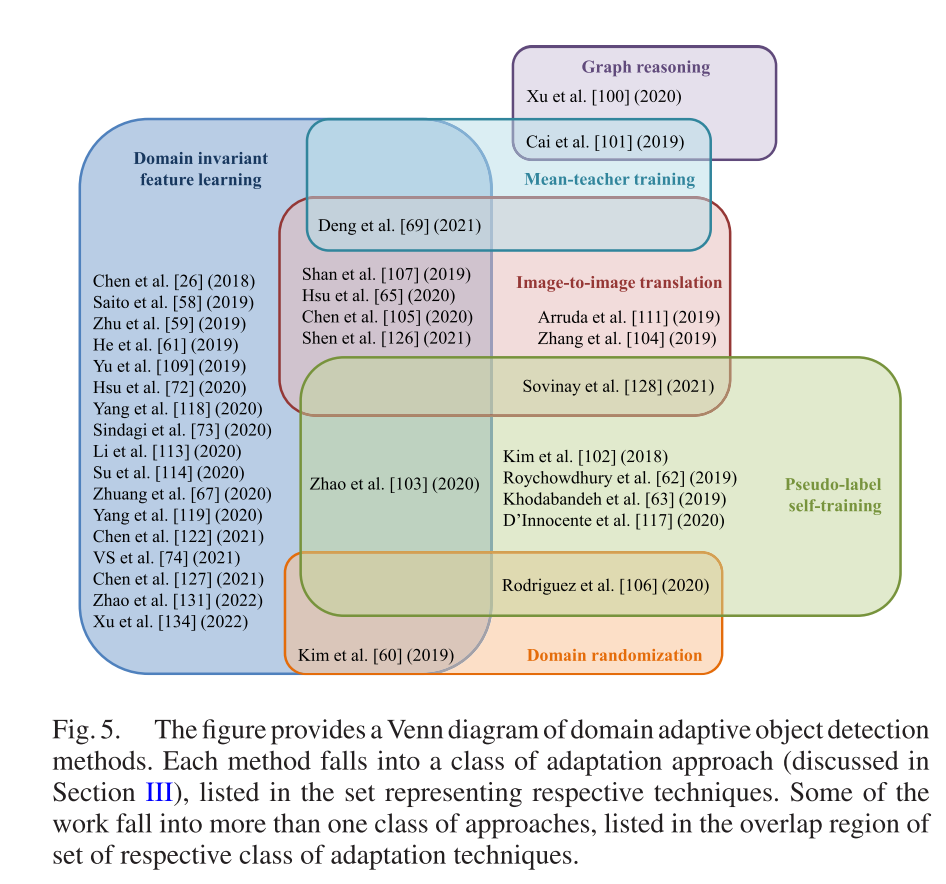 Graph reasoning
Xu et al. [100] (2020)
Cai et al. [101] (2019)
Mean-teacher training
Domain invariant
feature learning
Deng et al. [69] (2021)
Chen et al. [26] (2018)
Saito et al. [58] (2019)
Zhu et al. [59] (2019)
He et al. [61] (2019)
Yu et al. [109] (2019)
Hsu et al. [72] (2020)
Yang et al. [118] (2020)
Sindagi et al. [73] (2020)
Li et al. [113] (2020)
Su et al. [114] (2020)
Zhuang et al. [67] (2020)
Yang et al. [119] (2020)
Chen et al. [122] (2021)
VS et al. [74] (2021)
Chen et al. [127] (2021)
Zhao et al. [131] (2022)
Xu et al. [134] (2022)
Shan et al. [107] (2019)
Hsu et al. [65] (2020)
Chen et al. [105] (2020)
Shen et al. [126] (2021)
Image-to-image translation
Arruda et al. [111] (2019)
Zhang et al. [104] (2019)
Sovinay et al. [128] (2021)
Zhao et al. [103] (2020)
Kim et al. [102] (2018)
Roychowdhury et al. [62] (2019)
Khodabandeh et al. [63] (2019)
D'Innocente et al. [117] (2020)
Pseudo-label
self-training
Rodriguez et al. [106] (2020)
Kim et al. [60] (2019)
Domain randomization
Fig. 5. The figure provides a Venn diagram of domain adaptive object detection
methods. Each method falls into a class of adaptation approach (discussed in
Section III), listed in the set representing respective techniques. Some of the
work fall into more than one class of approaches, listed in the overlap region of
set of respective class of adaptation techniques.